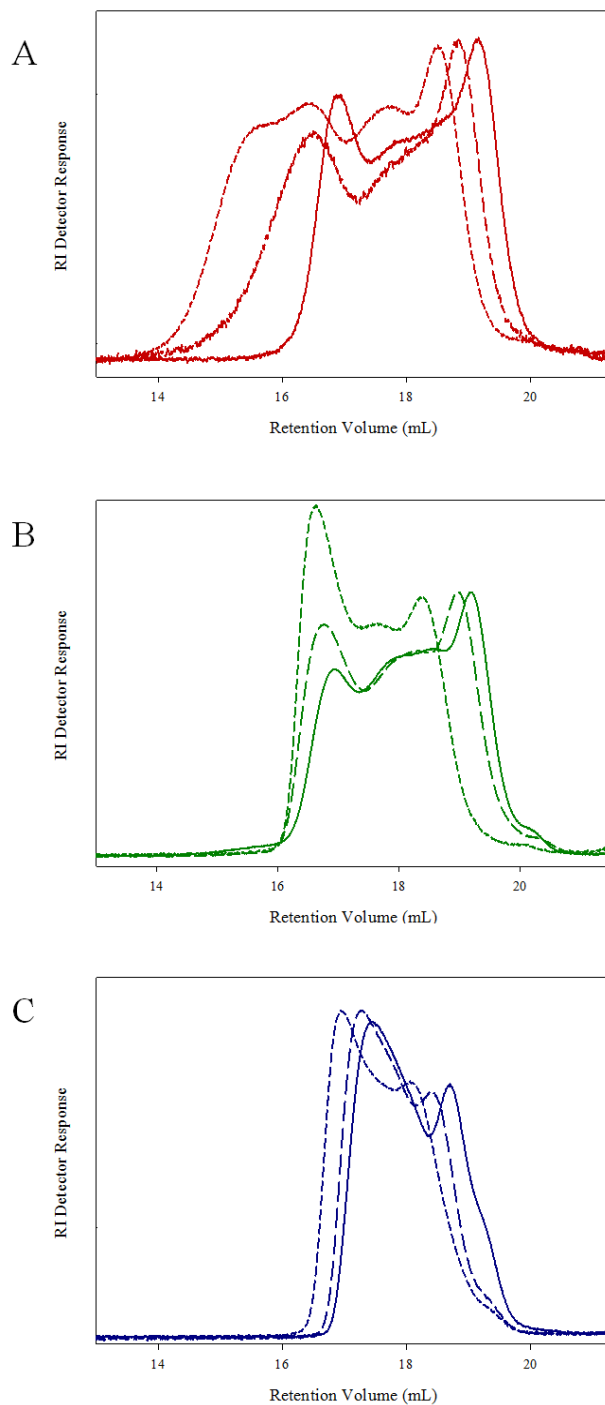 A
RI Detector Response
14 16 18 20
Retention Volume (mL)
B
RI Detector Response
14 16 18 20
Retention Volume (mL)
C
RI Detector Response
14 16 18 20
Retention Volume (mL)